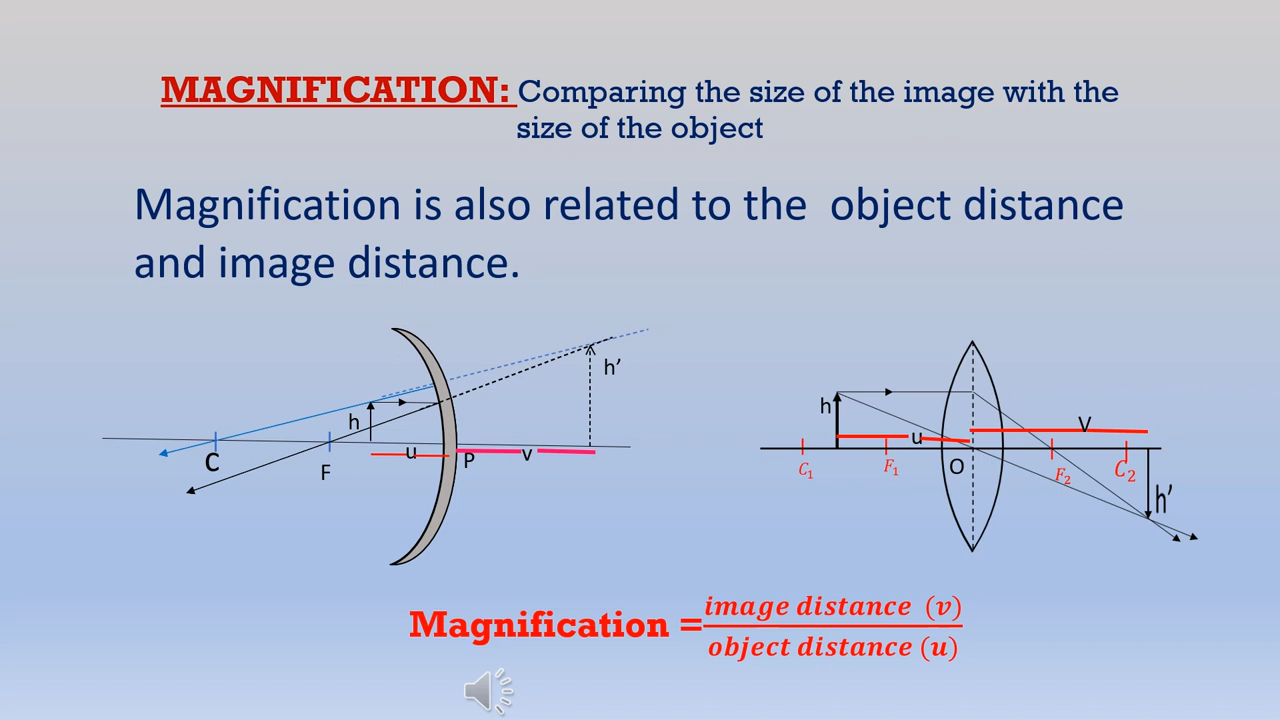 MAGNIFICATION: Comparing the size of the image with the
size of the object
Magnification is also related to the object distance
and image distance.
h’
h
u
v
C
F
P
h
u
V
O
C₁
F₁
F₂
C₂
h’
Magnification = image distance (v)
object distance (u)